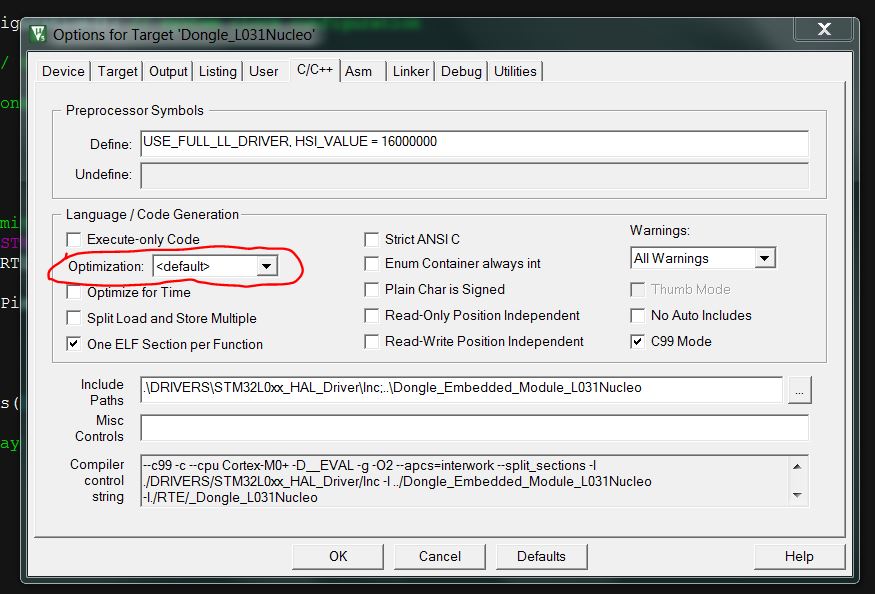 Options for Target 'Dongle_L031Nucleo'
Device Target Output Listing User C/C++ Asm Linker Debug Utilities
Preprocessor Symbols
Define: USE_FULL_LL_DRIVER, HSI_VALUE = 16000000
Undefine:
Language / Code Generation
Execute-only Code
Strict ANSI C
Warnings:
Optimization: <default>
Enum Container always int
All Warnings
Optimize for Time
Plain Char is Signed
Thumb Mode
Split Load and Store Multiple
Read-Only Position Independent
No Auto Includes
One ELF Section per Function
Read-Write Position Independent
C99 Mode
Include
Paths
.\DRIVERS\STM32L0xx_HAL_Driver\Inc;..\Dongle_Embedded_Module_L031Nucleo
...
Misc
Controls
Compiler
control
string
--c99 -c --cpu Cortex-M0+ -D__EVAL -g -O2 --apcs=interwork --split_sections -I
./DRIVERS/STM32L0xx_HAL_Driver/Inc -I ../Dongle_Embedded_Module_L031Nucleo
-I./RTE/_Dongle_L031Nucleo
OK Cancel Defaults Help